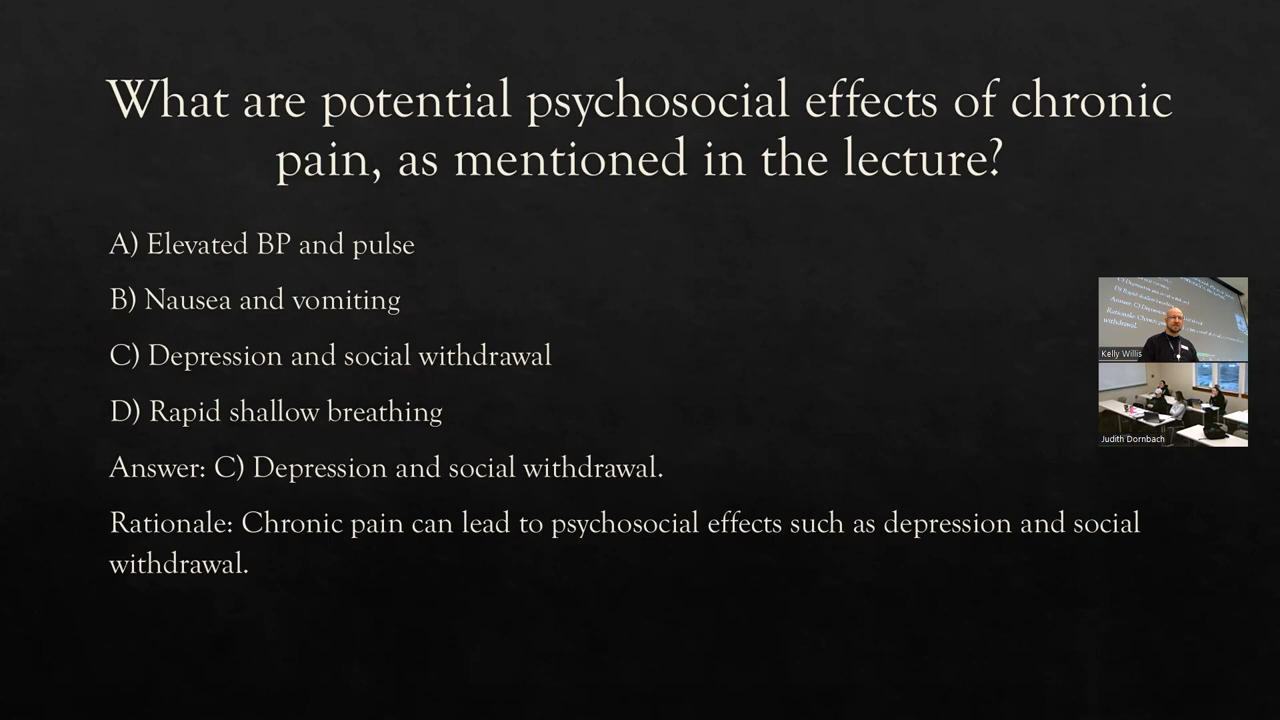 What are potential psychosocial effects of chronic
pain, as mentioned in the lecture?
A) Elevated BP and pulse
B) Nausea and vomiting
C) Depression and social withdrawal
D) Rapid shallow breathing
Answer: C) Depression and social withdrawal.
Rationale: Chronic pain can lead to psychosocial effects such as depression and social
withdrawal.
Kelly Willis
Judith Dornbach